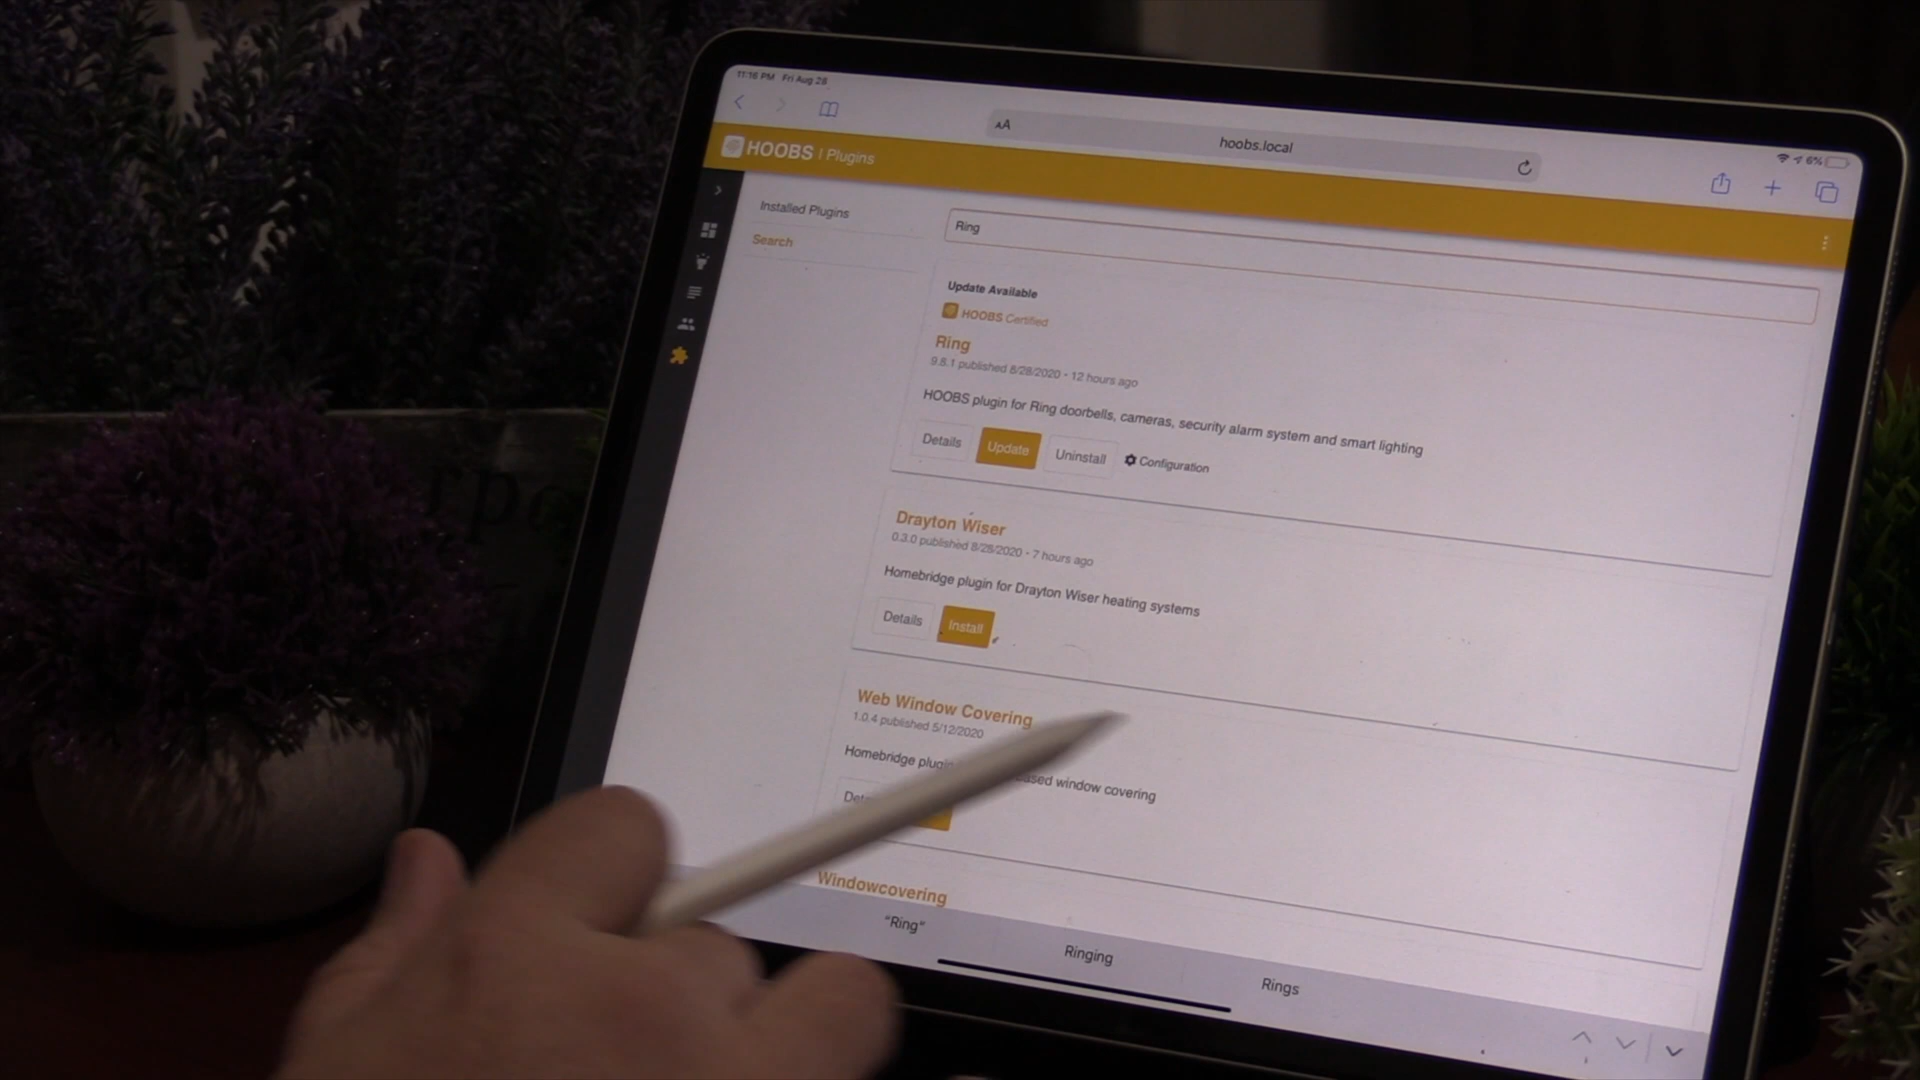 11:16 PM Fri Aug 28
AA
hoobs.local
6%
HOOBS | Plugins
Installed Plugins
Search
Ring
Update Available
HOOBS Certified
Ring
9.8.1 published 8/28/2020 • 12 hours ago
HOOBS plugin for Ring doorbells, cameras, security alarm system and smart lighting
Details
Update
Uninstall
Configuration
Drayton Wiser
0.3.0 published 8/28/2020 • 7 hours ago
Homebridge plugin for Drayton Wiser heating systems
Details
Install
Web Window Covering
1.0.4 published 5/12/2020
Homebridge plugin
window covering
Windowcovering
"Ring"
Ringing
Rings